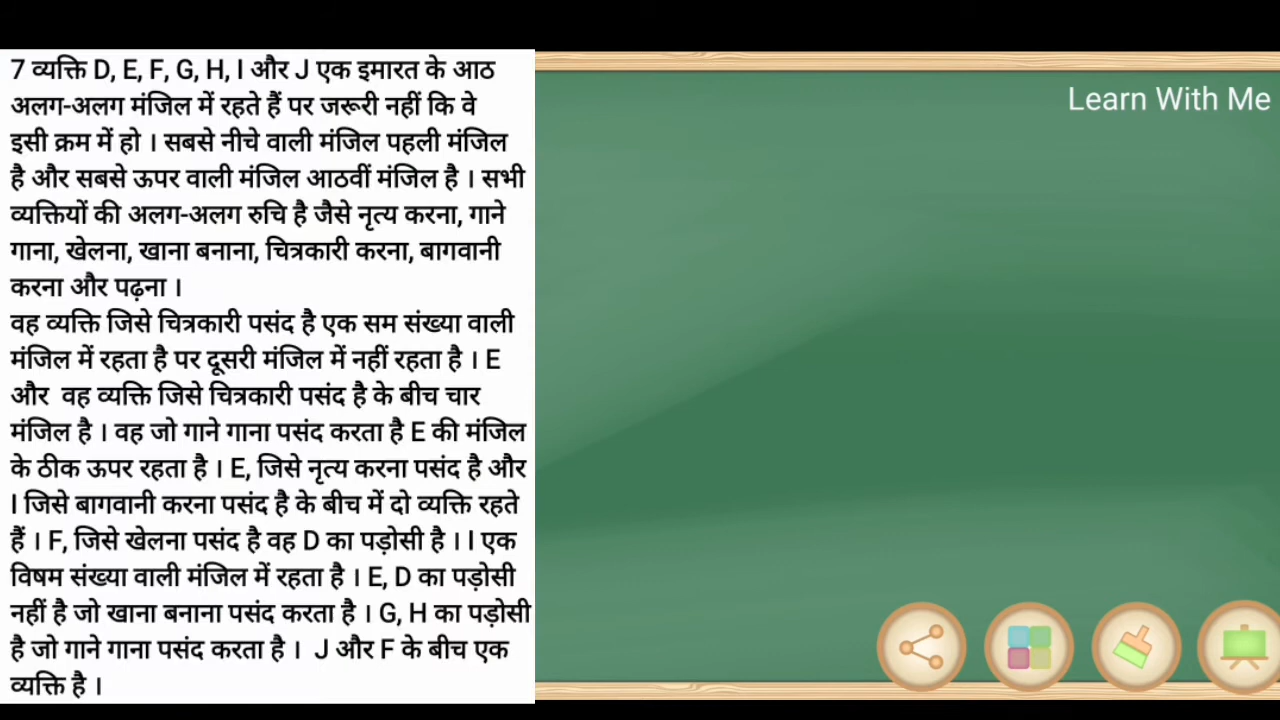 7 व्यक्ति D, E, F, G, H, I और J एक इमारत के आठ
अलग-अलग मंजिल में रहते हैं पर जरूरी नहीं कि वे
इसी क्रम में हो । सबसे नीचे वाली मंजिल पहली मंजिल
है और सबसे ऊपर वाली मंजिल आठवीं मंजिल है । सभी
व्यक्तियों की अलग-अलग रुचि है जैसे नृत्य करना, गाने
गाना, खेलना, खाना बनाना, चित्रकारी करना, बागवानी
करना और पढ़ना ।
वह व्यक्ति जिसे चित्रकारी पसंद है एक सम संख्या वाली
मंजिल में रहता है पर दूसरी मंजिल में नहीं रहता है । E
और वह व्यक्ति जिसे चित्रकारी पसंद है के बीच चार
मंजिल है । वह जो गाने गाना पसंद करता है E की मंजिल
के ठीक ऊपर रहता है । E, जिसे नृत्य करना पसंद है और
I जिसे बागवानी करना पसंद है के बीच में दो व्यक्ति रहते
हैं । F, जिसे खेलना पसंद है वह D का पड़ोसी है । I एक
विषम संख्या वाली मंजिल में रहता है । E, D का पड़ोसी
नहीं है जो खाना बनाना पसंद करता है । G, H का पड़ोसी
है जो गाने गाना पसंद करता है । J और F के बीच एक
व्यक्ति है ।
Learn With Me